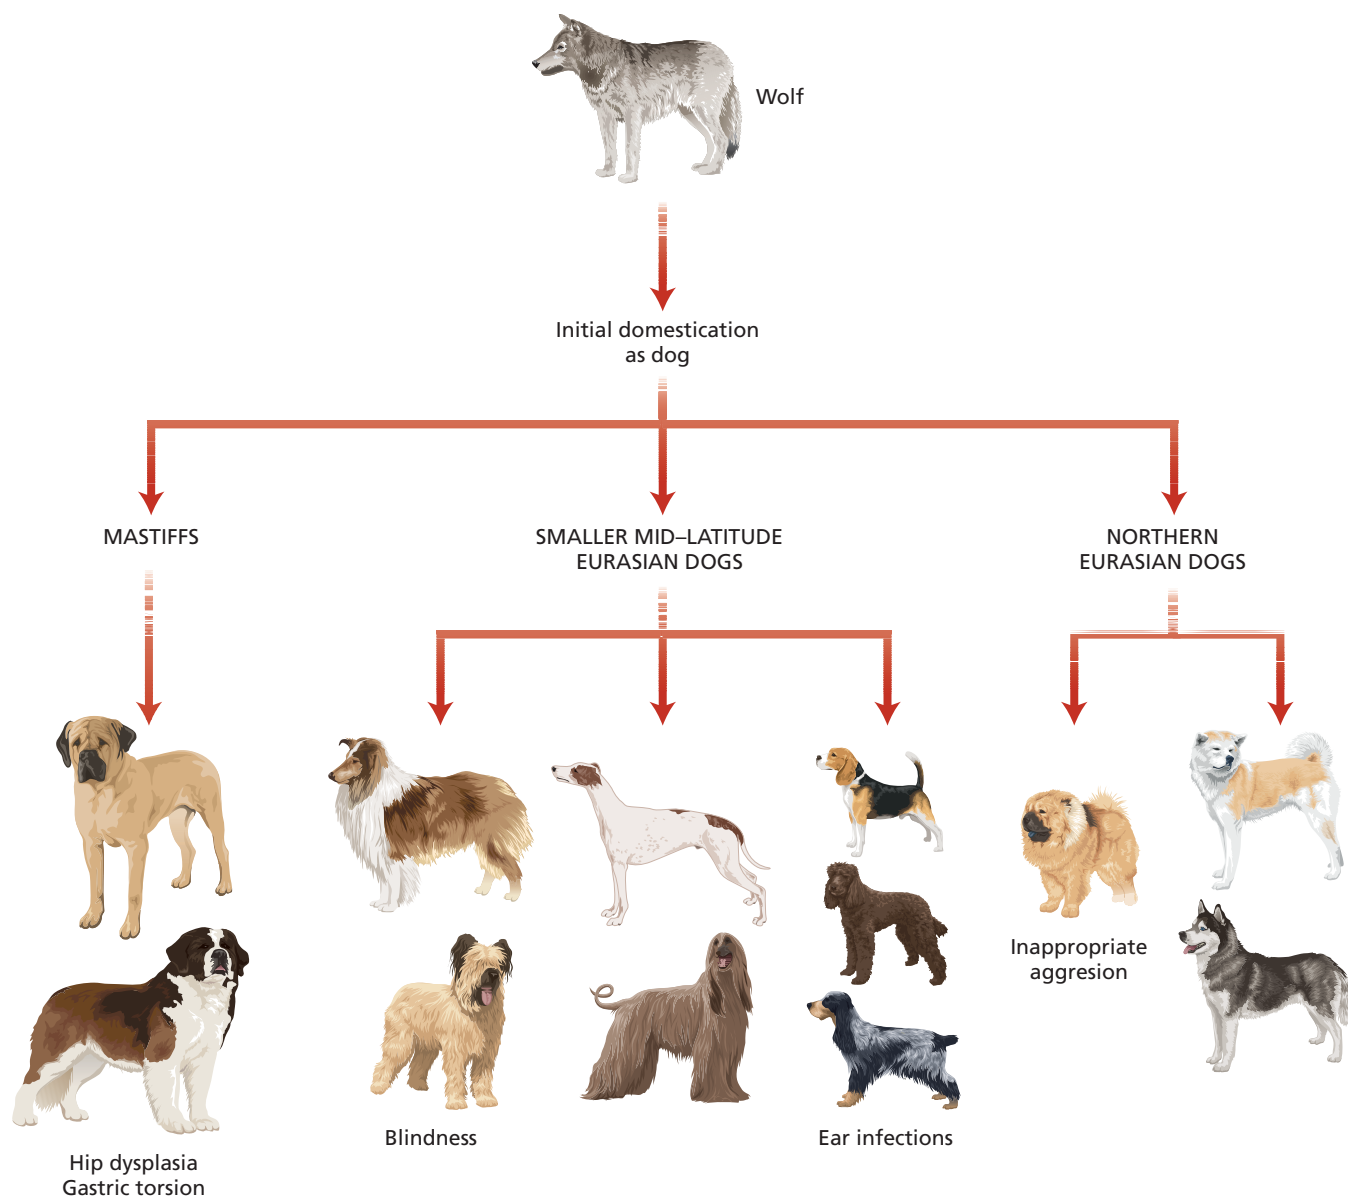 Wolf
Initial domestication
as dog
MASTIFFS
SMALLER MID–LATITUDE
EURASIAN DOGS
NORTHERN
EURASIAN DOGS
Inappropriate
aggresion
Blindness
Ear infections
Hip dysplasia
Gastric torsion